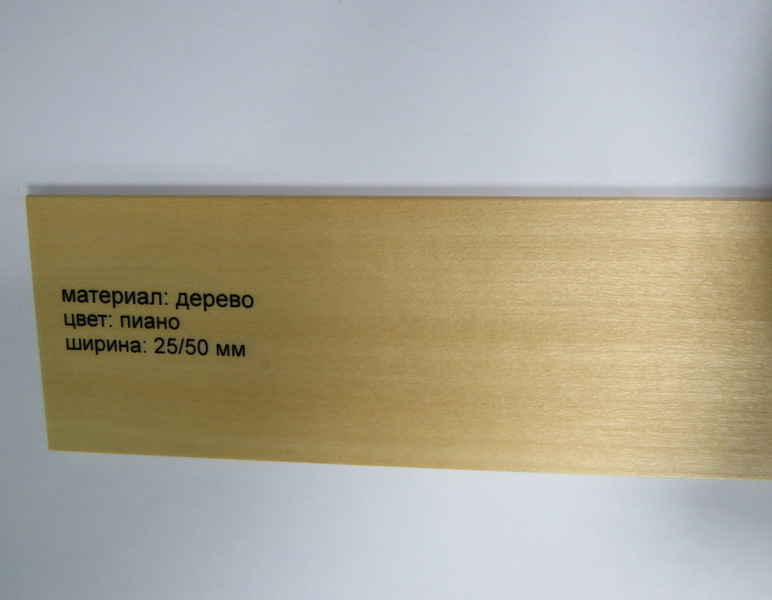 материал: дерево
цвет: пиано
ширина: 25/50 мм